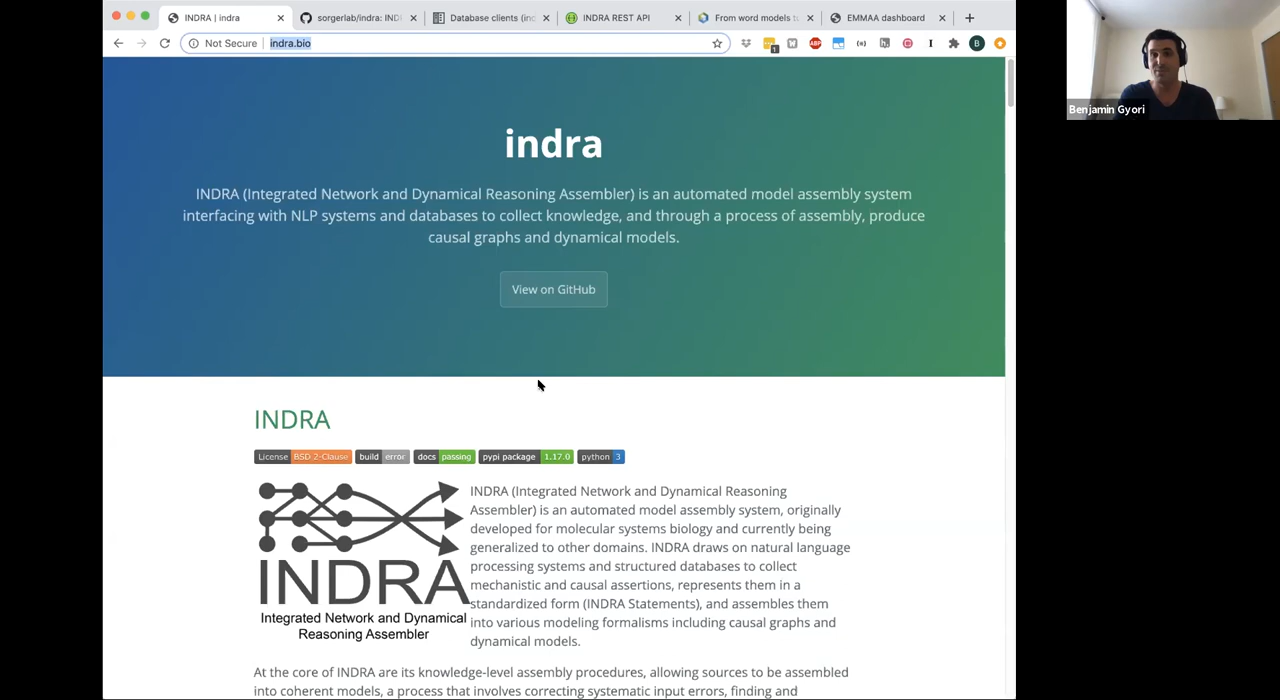 INDRA | indra
sorgerlab/indra: IND
Database clients (in
INDRA REST API
From word models t
EMMAA dashboard
Not Secure
indra.bio
1
B
Benjamin Gyori
indra
INDRA (Integrated Network and Dynamical Reasoning Assembler) is an automated model assembly system
interfacing with NLP systems and databases to collect knowledge, and through a process of assembly, produce
causal graphs and dynamical models.
View on GitHub
INDRA
License BSD 2-Clause build error docs passing pypi package 1.17.0 python 3
INDRA (Integrated Network and Dynamical Reasoning
Assembler) is an automated model assembly system, originally
developed for molecular systems biology and currently being
generalized to other domains. INDRA draws on natural language
processing systems and structured databases to collect
mechanistic and causal assertions, represents them in a
standardized form (INDRA Statements), and assembles them
into various modeling formalisms including causal graphs and
dynamical models.
INDRA
Integrated Network and Dynamical
Reasoning Assembler
At the core of INDRA are its knowledge-level assembly procedures, allowing sources to be assembled
into coherent models, a process that involves correcting systematic input errors, finding and